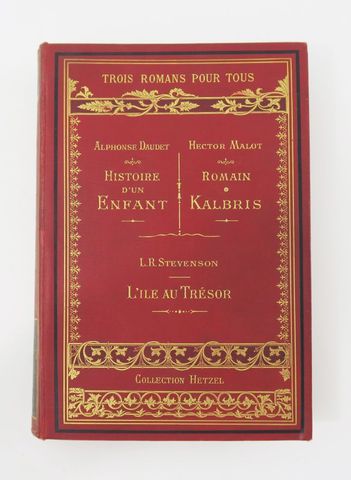 TROIS ROMANS POUR TOUS
ALPHONSE DAUDET
HISTOIRE
D'UN
ENFANT
HECTOR MALOT
ROMAIN
KALBRIS
L.R. STEVENSON
L'ILE AU TRÉSOR
COLLECTION HETZEL